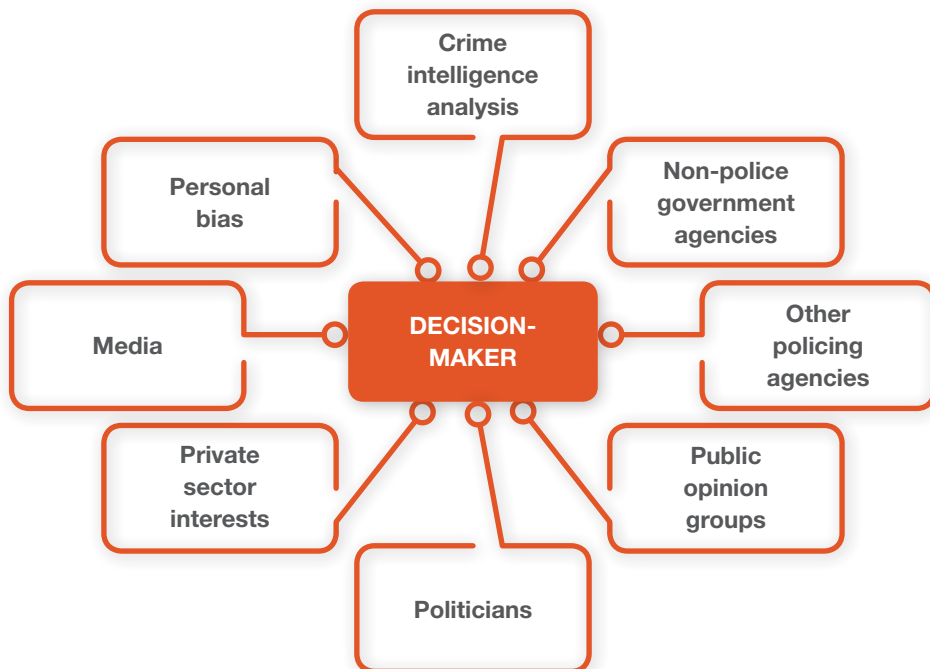 Crime
intelligence
analysis
Personal
bias
Non-police
government
agencies
Media
DECISION-
MAKER
Other
policing
agencies
Private
sector
interests
Public
opinion
groups
Politicians